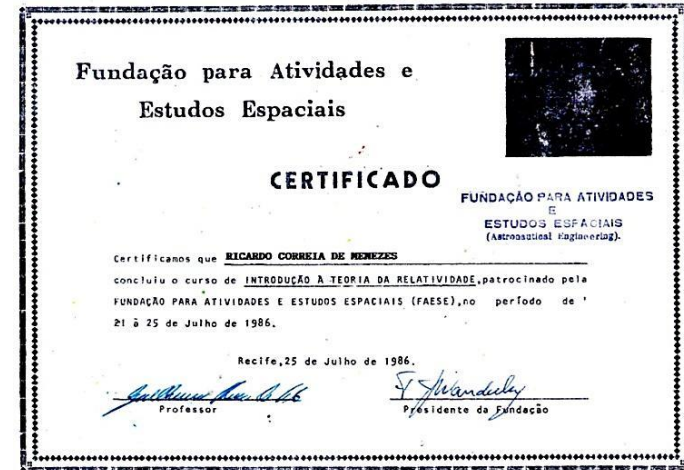 Fundação para Atividades e
Estudos Espaciais
CERTIFICADO
FUNDAÇÃO PARA ATIVIDADES
E
ESTUDOS ESPACIAIS
(Astronautical Engineering).
Certificamos que RICARDO CORREIA DE MENEZES
concluiu o curso de INTRODUÇÃO À TEORIA DA RELATIVIDADE,patrocinado pela
FUNDAÇÃO PARA ATIVIDADES E ESTUDOS ESPACIAIS (FAESE),no período de '
21 à 25 de Julho de 1986.
Recife,25 de Julho de 1986.
Professor
Presidente da Fundação